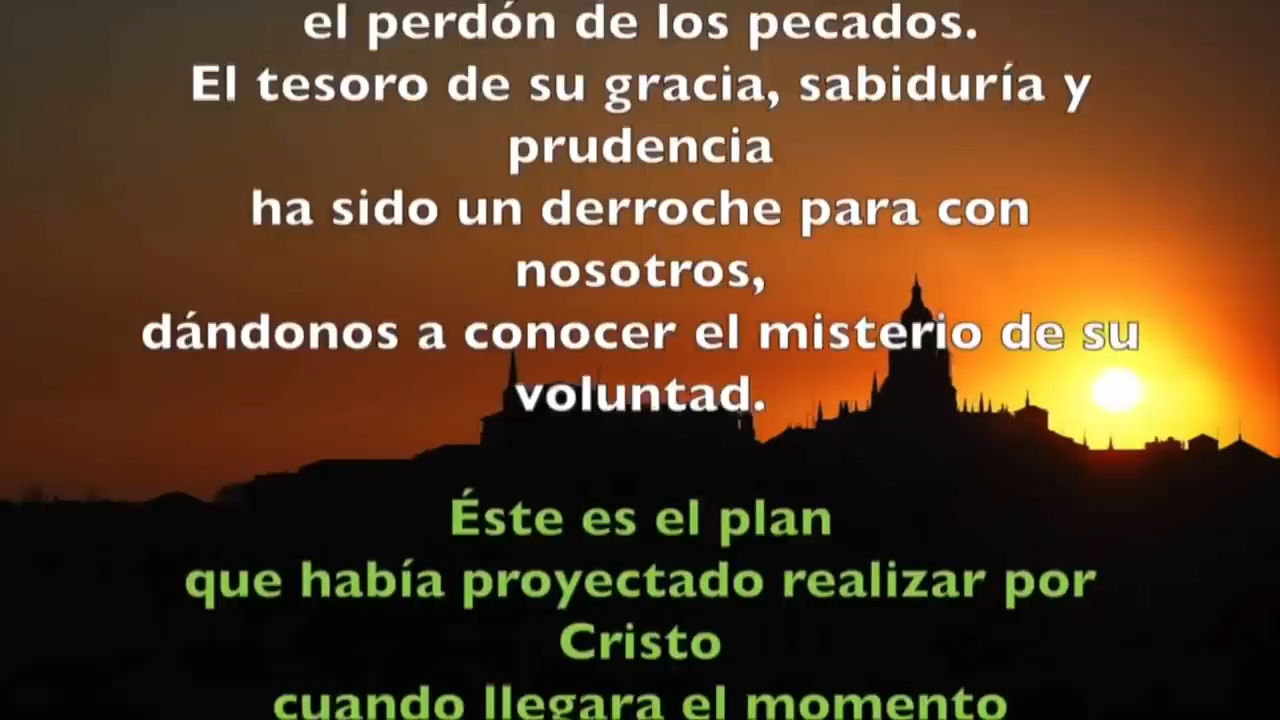 el perdón de los pecados.
El tesoro de su gracia, sabiduría y
prudencia
ha sido un derroche para con
nosotros,
dándonos a conocer el misterio de su
voluntad.
Éste es el plan
que había proyectado realizar por
Cristo
cuando llegara el momento